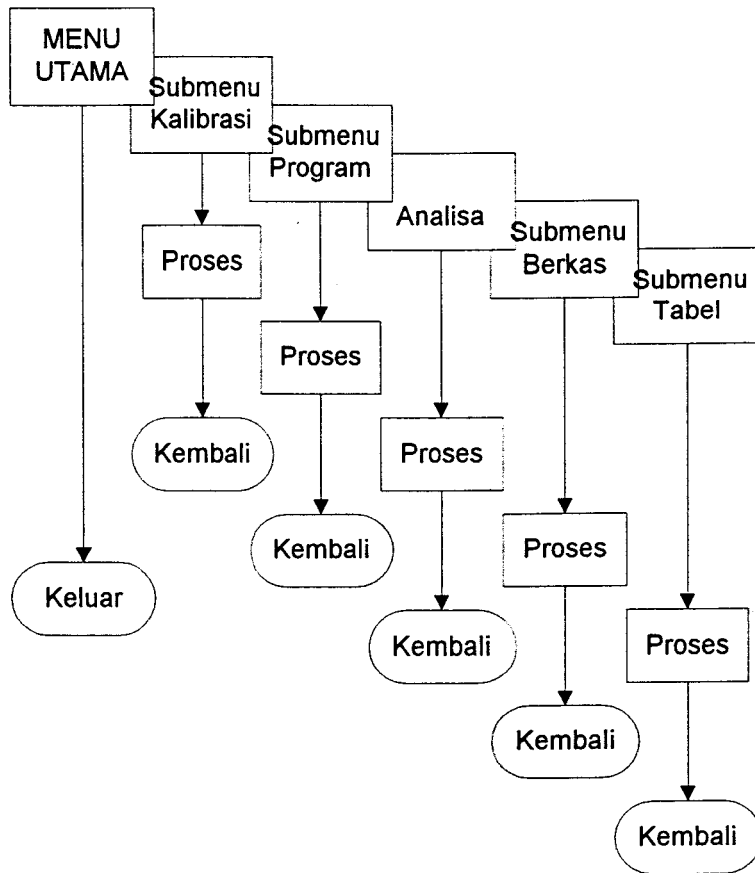 MENU
UTAMA
Submenu
Kalibrasi
Submenu
Program
Analisa
Submenu
Berkas
Submenu
Tabel
Proses
Proses
Kembali
Proses
Kembali
Proses
Keluar
Kembali
Proses
Kembali
Kembali